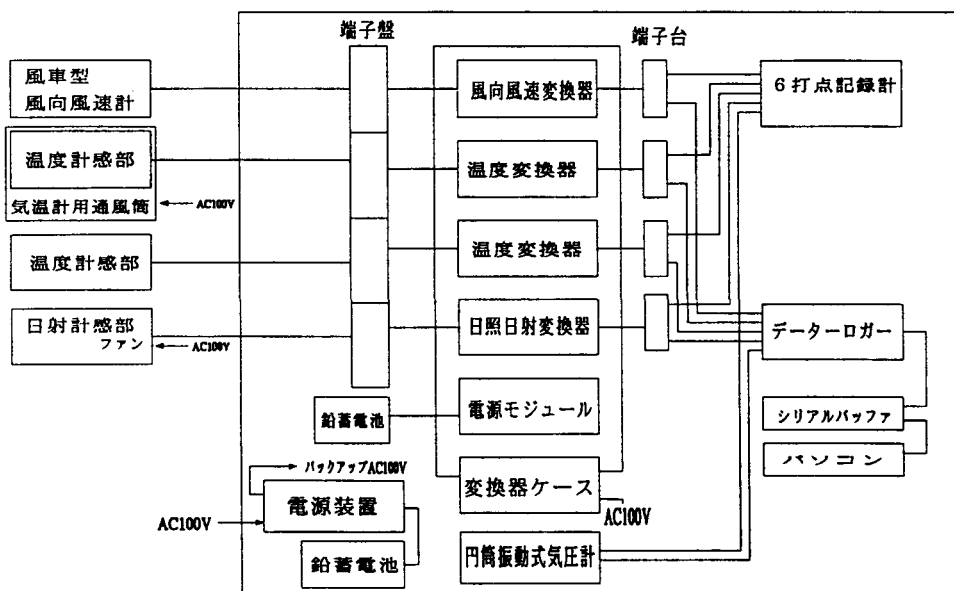 端子盤
端子台
風車型
風向風速計
風向風速変換器
6打点記録計
温度計感部
気温計用通風筒
AC100V
温度変換器
温度計感部
温度変換器
日射計感部
ファン
AC100V
日照日射変換器
データーロガー
鉛蓄電池
電源モジュール
シリアルバッファ
パソコン
バックアップAC100V
電源装置
AC100V
変換器ケース
AC100V
鉛蓄電池
円筒振動式気圧計